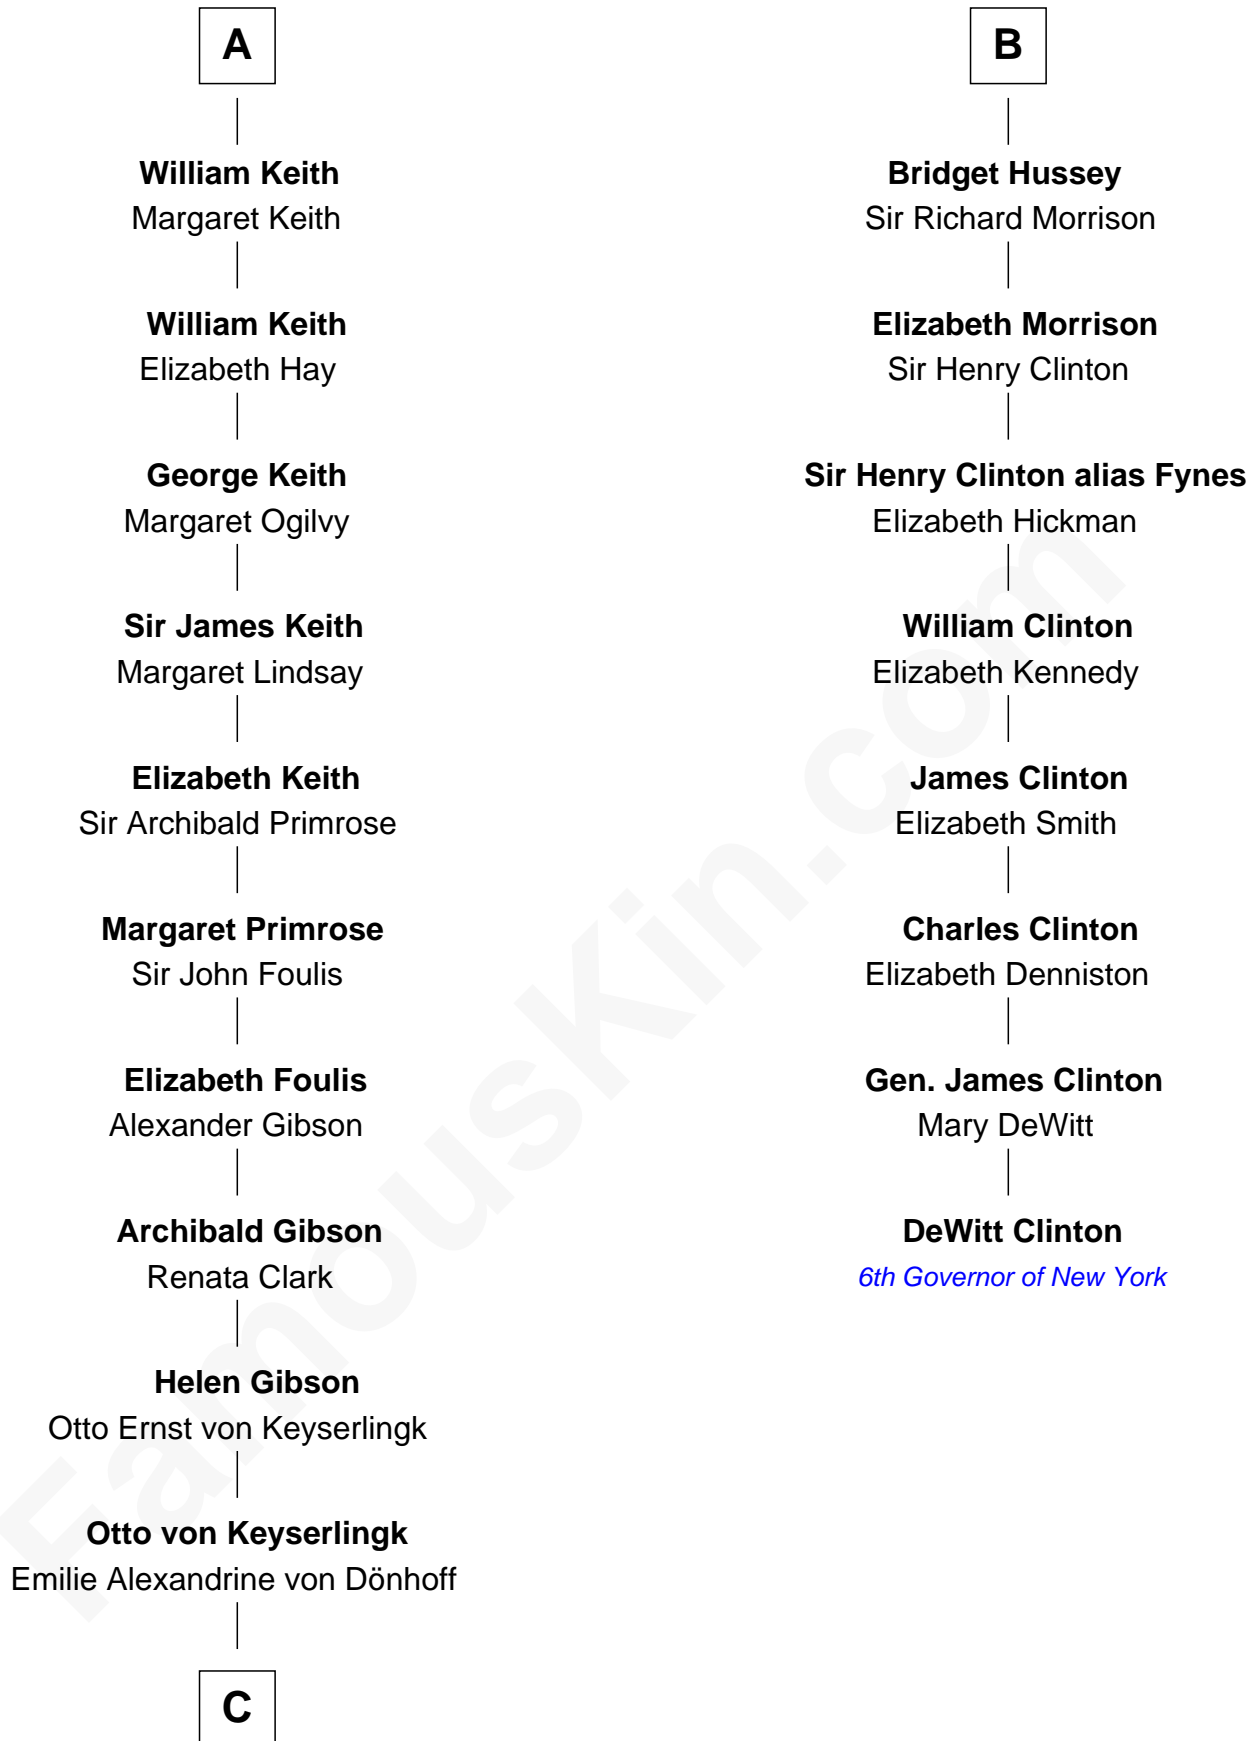 A
William Keith
Margaret Keith
William Keith
Elizabeth Hay
George Keith
Margaret Ogilvy
Sir James Keith
Margaret Lindsay
Elizabeth Keith
Sir Archibald Primrose
Margaret Primrose
Sir John Foulis
Elizabeth Foulis
Alexander Gibson
Archibald Gibson
Renata Clark
Helen Gibson
Otto Ernst von Keyserlingk
Otto von Keyserlingk
Emilie Alexandrine von Dönhoff
C
B
Bridget Hussey
Sir Richard Morrison
Elizabeth Morrison
Sir Henry Clinton
Sir Henry Clinton alias Fynes
Elizabeth Hickman
William Clinton
Elizabeth Kennedy
James Clinton
Elizabeth Smith
Charles Clinton
Elizabeth Denniston
Gen. James Clinton
Mary DeWitt
DeWitt Clinton
6th Governor of New York
FamousKin.com